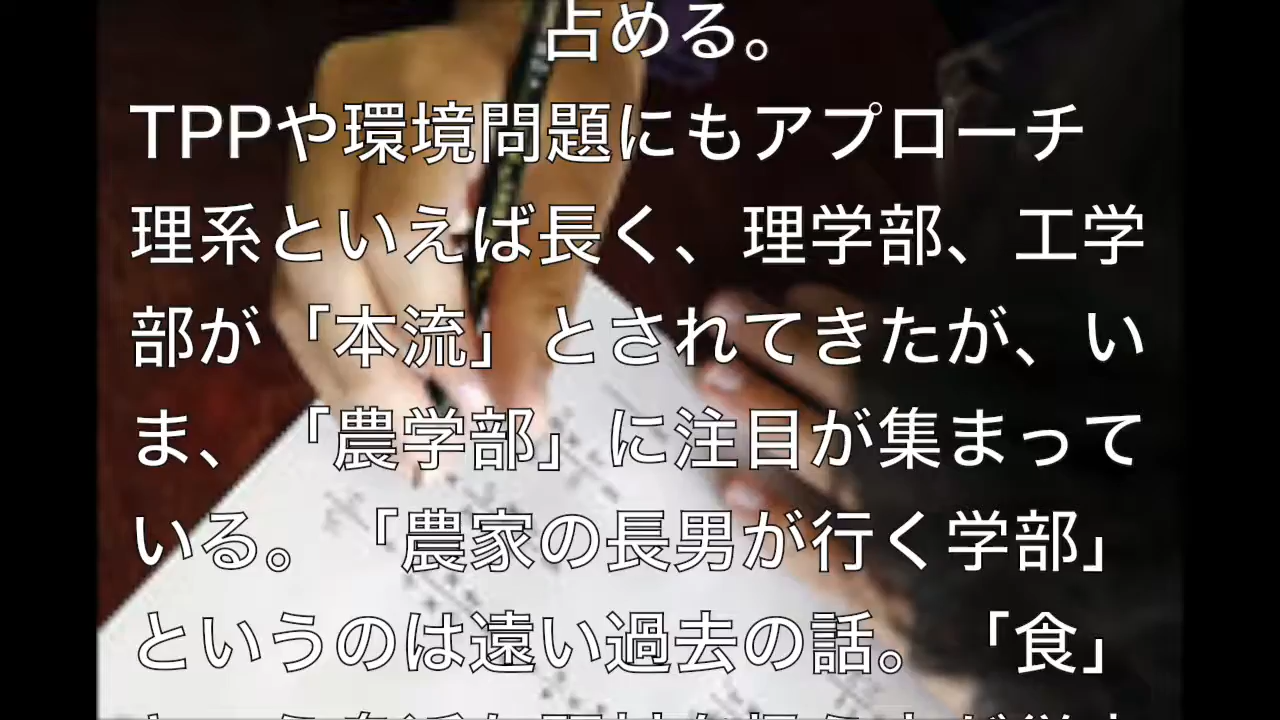 占める。
TPPや環境問題にもアプローチ
理系といえば長く、理学部、工学
部が「本流」とされてきたが、い
ま、「農学部」に注目が集まって
いる。「農家の長男が行く学部」
というのは遠い過去の話。「食」